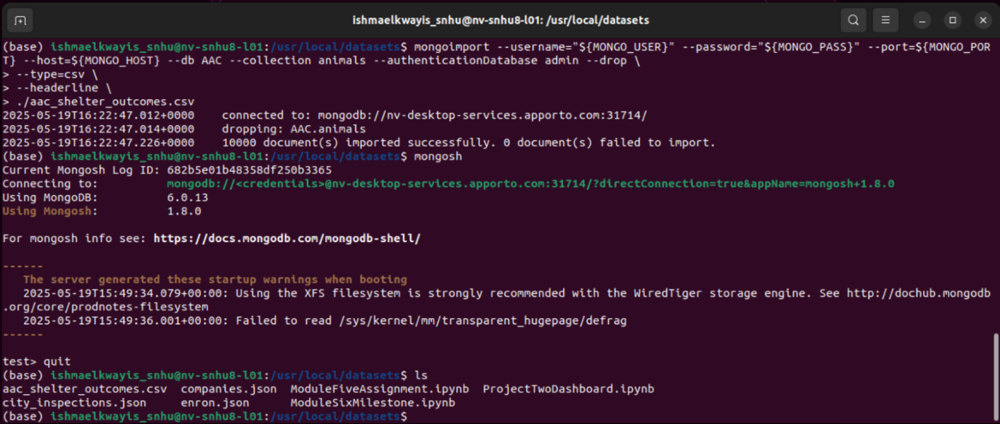 ishmaelkwayis_snhu@nv-snhu8-l01: /usr/local/datasets
(base) ishmaelkwayis_snhu@nv-snhu8-l01:/usr/local/datasets$ mongoimport --username="${MONGO_USER}" --password="${MONGO_PASS}" --port=${MONGO_POR
T} --host=${MONGO_HOST} --db AAC --collection animals --authenticationDatabase admin --drop \
> --type=csv \
> --headerline \
> ./aac_shelter_outcomes.csv
2025-05-19T16:22:47.012+0000    connected to: mongodb://nv-desktop-services.apporto.com:31714/
2025-05-19T16:22:47.014+0000    dropping: AAC.animals
2025-05-19T16:22:47.226+0000    10000 document(s) imported successfully. 0 document(s) failed to import.
(base) ishmaelkwayis_snhu@nv-snhu8-l01:/usr/local/datasets$ mongosh
Current Mongosh Log ID: 682b5e01b48358df250b3365
Connecting to:          mongodb://<credentials>@nv-desktop-services.apporto.com:31714/?directConnection=true&appName=mongosh+1.8.0
Using MongoDB:          6.0.13
Using Mongosh:          1.8.0
For mongosh info see: https://docs.mongodb.com/mongodb-shell/
------
   The server generated these startup warnings when booting
   2025-05-19T15:49:34.079+00:00: Using the XFS filesystem is strongly recommended with the WiredTiger storage engine. See http://dochub.mongodb
.org/core/prodnotes-filesystem
   2025-05-19T15:49:36.001+00:00: Failed to read /sys/kernel/mm/transparent_hugepage/defrag
------
test> quit
(base) ishmaelkwayis_snhu@nv-snhu8-l01:/usr/local/datasets$ ls
aac_shelter_outcomes.csv  companies.json  ModuleFiveAssignment.ipynb  ProjectTwoDashboard.ipynb
city_inspections.json     enron.json      ModuleSixMilestone.ipynb
(base) ishmaelkwayis_snhu@nv-snhu8-l01:/usr/local/datasets$